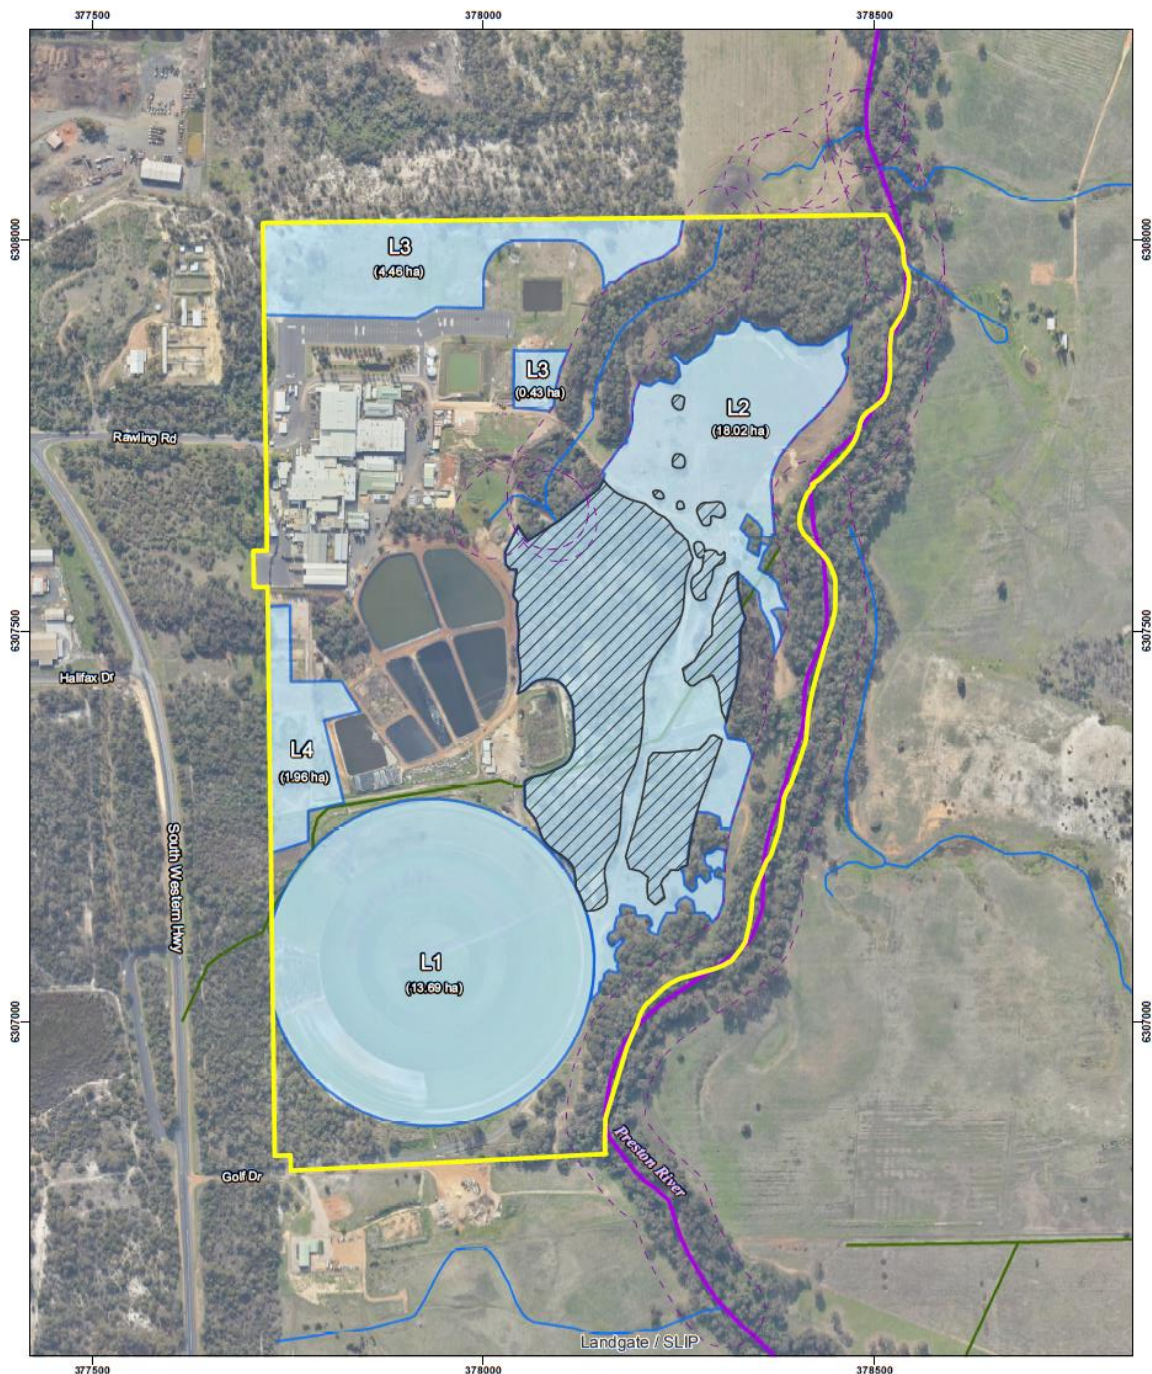 377500
378000
378500
6308000
6308000
L3
(4.46 ha)
L3
(0.43 ha)
L2
(18.02 ha)
Rawling Rd
6307500
6307500
Halifax Dr
L4
(1.96 ha)
South Western Hwy
L1
(13.69 ha)
6307000
6307000
Preston River
Golf Dr
Landgate / SLIP
377500
378000
378500